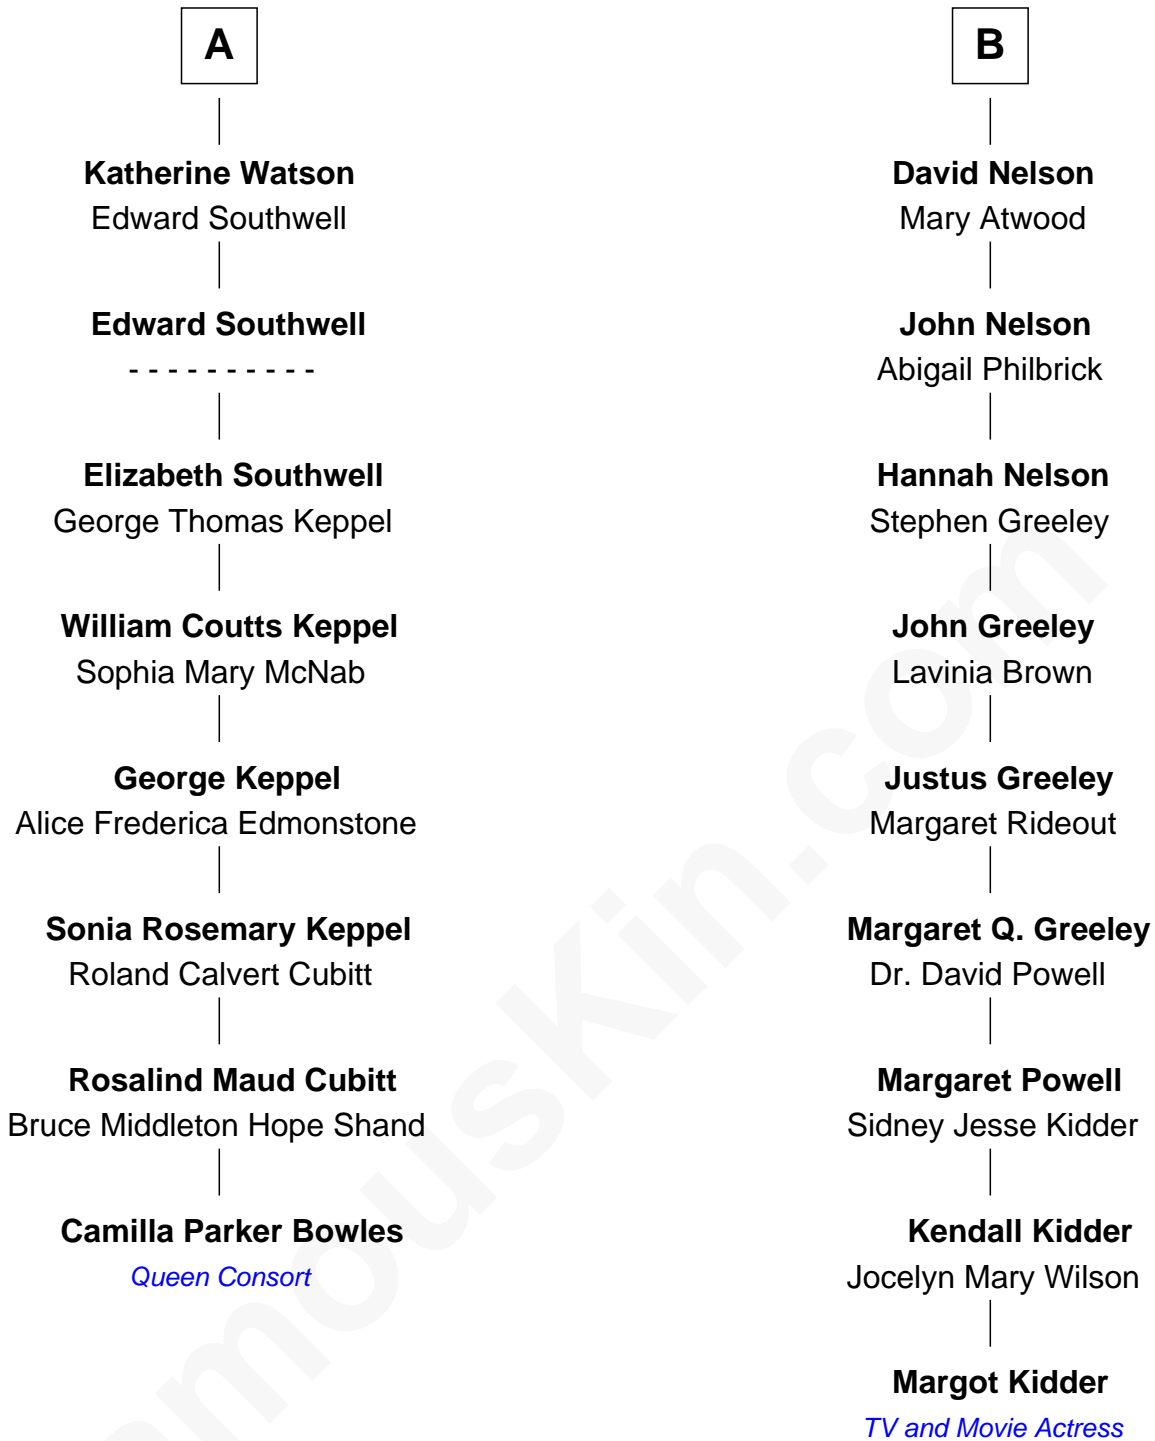 A
Katherine Watson
Edward Southwell
Edward Southwell
- - - - - - - - - -
Elizabeth Southwell
George Thomas Keppel
William Coutts Keppel
Sophia Mary McNab
George Keppel
Alice Frederica Edmonstone
Sonia Rosemary Keppel
Roland Calvert Cubitt
Rosalind Maud Cubitt
Bruce Middleton Hope Shand
Camilla Parker Bowles
Queen Consort
B
David Nelson
Mary Atwood
John Nelson
Abigail Philbrick
Hannah Nelson
Stephen Greeley
John Greeley
Lavinia Brown
Justus Greeley
Margaret Rideout
Margaret Q. Greeley
Dr. David Powell
Margaret Powell
Sidney Jesse Kidder
Kendall Kidder
Jocelyn Mary Wilson
Margot Kidder
TV and Movie Actress
amouskin.com